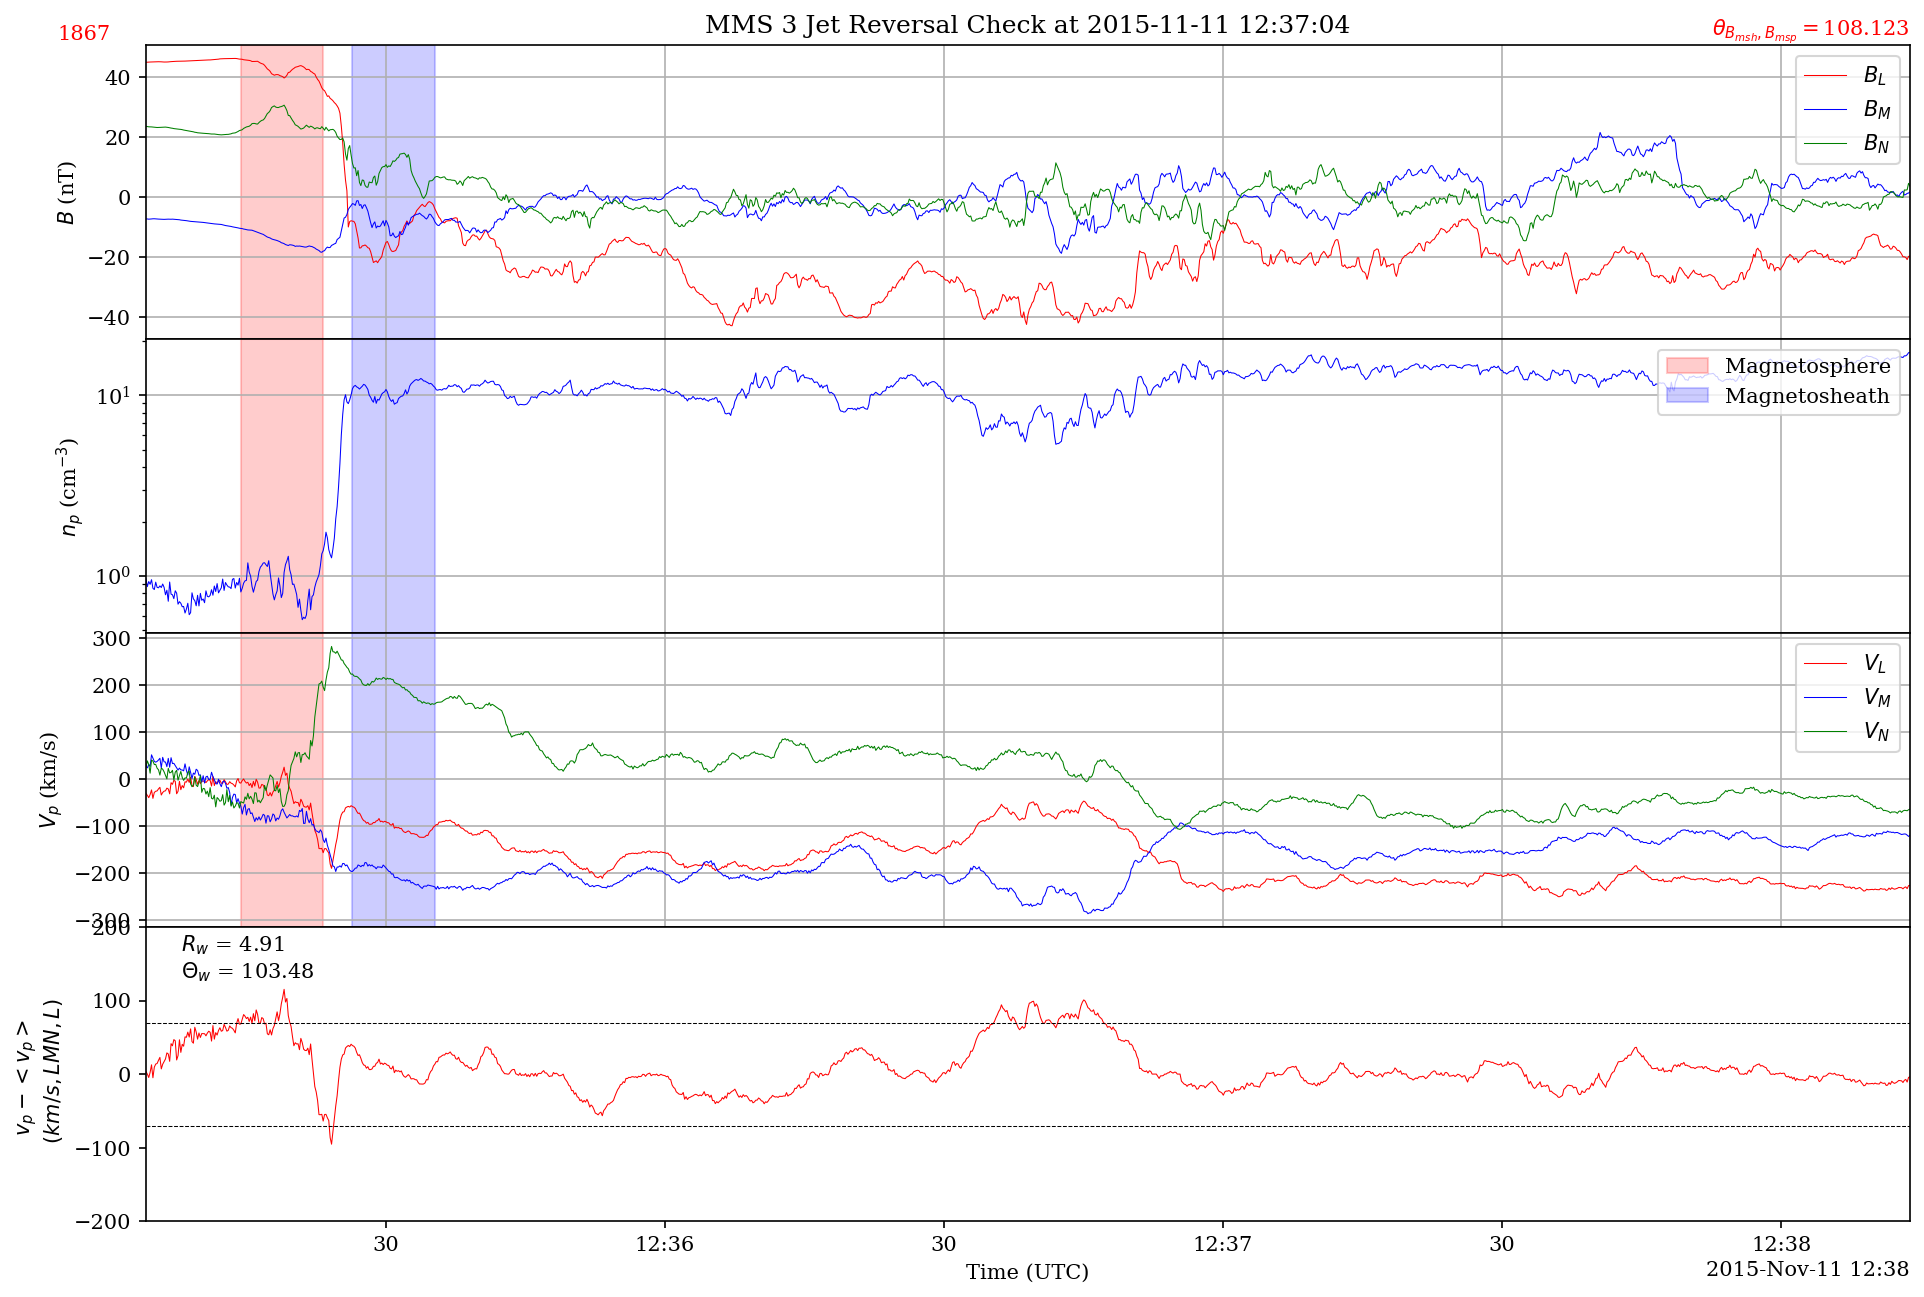 MMS 3 Jet Reversal Check at 2015-11-11 12:37:04
1867
θ_{B_{msh}, B_{msp}} = 108.123
40
20
0
−20
−40
B (nT)
B_L
B_M
B_N
10^1
10^0
n_p (cm^{−3})
Magnetosphere
Magnetosheath
300
200
100
0
−100
−200
−300
V_p (km/s)
V_L
V_M
V_N
200
100
0
−100
−200
v_p − < v_p >
(km/s, LMN, L)
R_w = 4.91
Θ_w = 103.48
30 12:36 30 12:37 30 12:38
Time (UTC)
2015-Nov-11 12:38